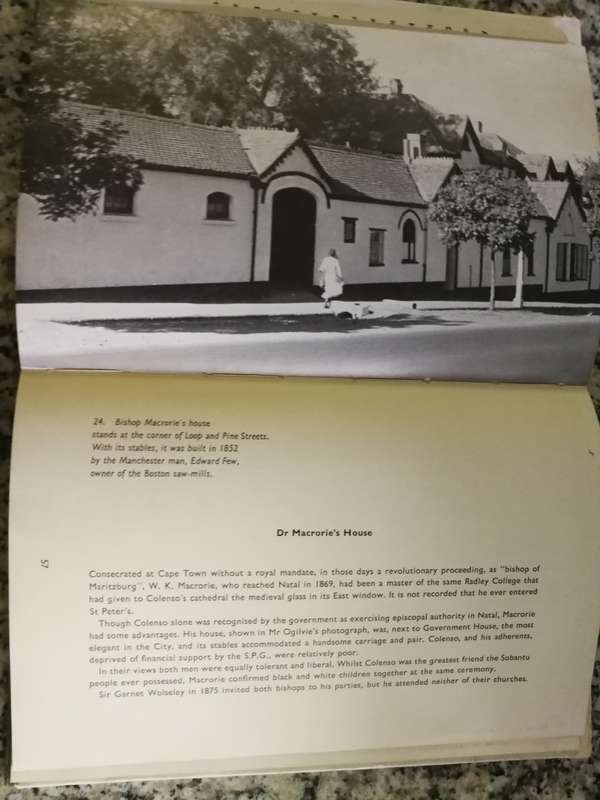 24. Bishop Macrorie's house
stands at the corner of Loop and Pine Streets.
With its stables, it was built in 1852
by the Manchester man, Edward Few,
owner of the Boston saw-mills.
Dr Macrorie's House
57
Consecrated at Cape Town without a royal mandate, in those days a revolutionary proceeding, as "bishop of
Maritzburg", W. K. Macrorie, who reached Natal in 1869, had been a master of the same Radley College that
had given to Colenso's cathedral the medieval glass in its East window. It is not recorded that he ever entered
St Peter's.
Though Colenso alone was recognised by the government as exercising episcopal authority in Natal, Macrorie
had some advantages. His house, shown in Mr Ogilvie's photograph, was, next to Government House, the most
elegant in the City, and its stables accommodated a handsome carriage and pair. Colenso, and his adherents,
deprived of financial support by the S.P.G., were relatively poor.
In their views both men were equally tolerant and liberal. Whilst Colenso was the greatest friend the Sobantu
people ever possessed, Macrorie confirmed black and white children together at the same ceremony.
Sir Garnet Wolseley in 1875 invited both bishops to his parties, but he attended neither of their churches.